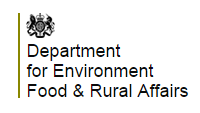 Department
for Environment
Food & Rural Affairs